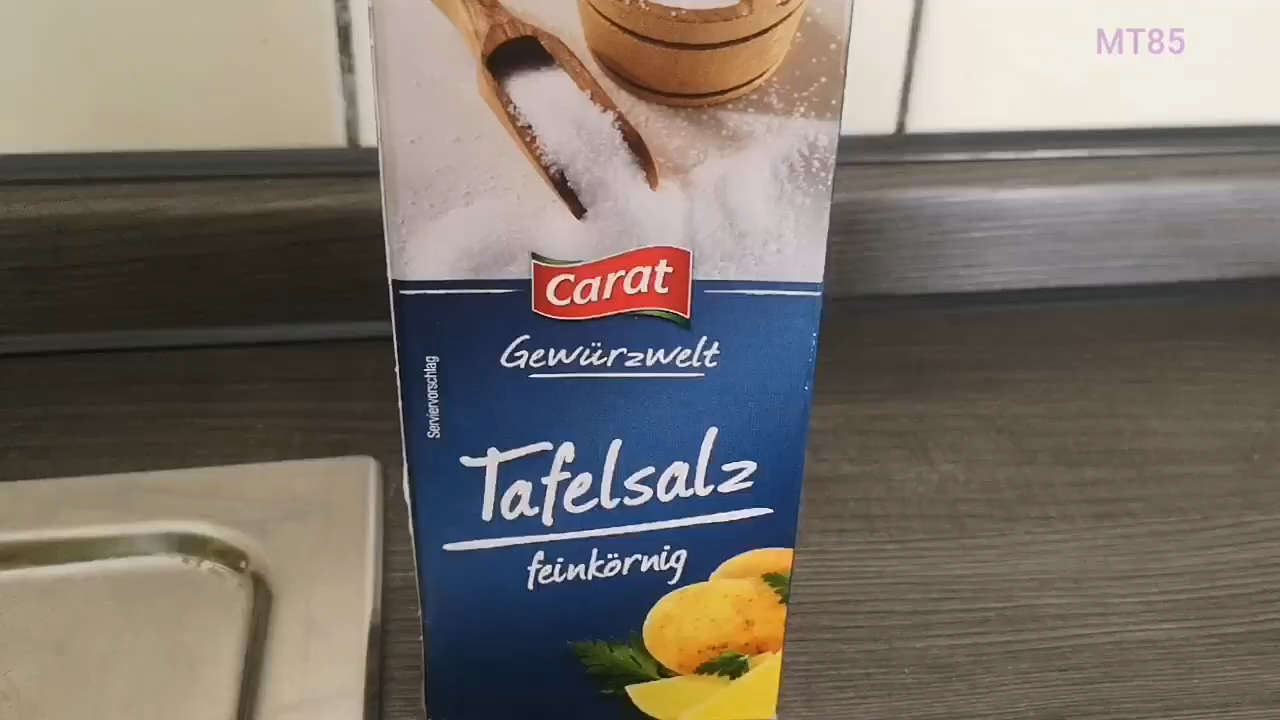 MT85
Carat
Gewürzwelt
Serviervorschlag
Tafelsalz
feinkörnig